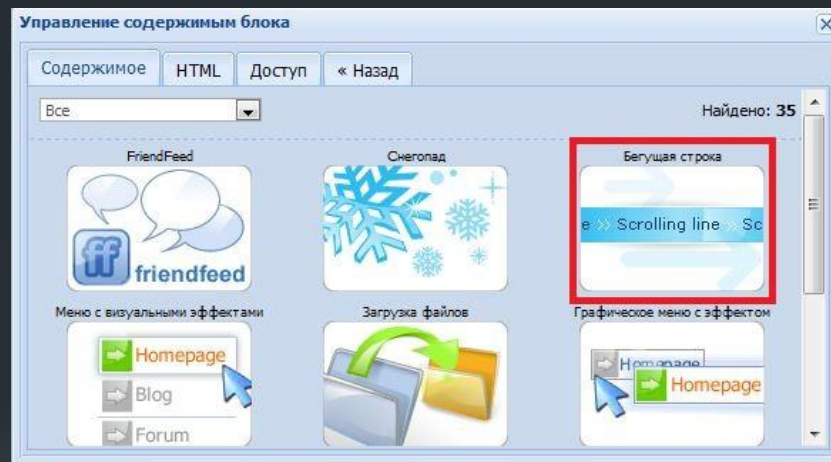 Управление содержимым блока
Содержимое HTML Доступ « Назад
Все Найдено: 35
FriendFeed Снегопад Бегущая строка
e » Scrolling line » Sc
ff friendfeed
Меню с визуальными эффектами Загрузка файлов Графическое меню с эффектом
Homepage Homepage
Homepage
Blog
Forum